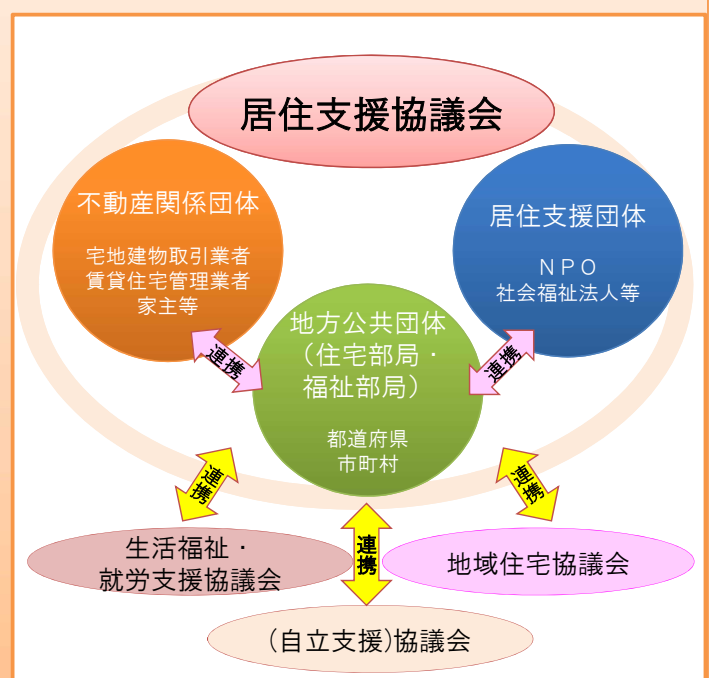 居住支援協議会
不動産関係団体
宅地建物取引業者
賃貸住宅管理業者
家主等
居住支援団体
ＮＰＯ
社会福祉法人等
地方公共団体
（住宅部局・
福祉部局）
都道府県
市町村
連携
連携
連携
連携
連携
生活福祉・
就労支援協議会
地域住宅協議会
(自立支援)協議会